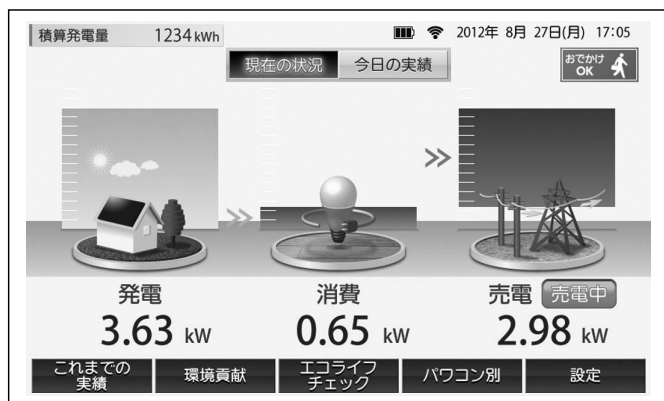 積算発電量 1234 kWh 2012年 8月 27日(月) 17:05
現在の状況 今日の実績
おでかけ
OK
発電 消費 売電 売電中
3.63 kW 0.65 kW 2.98 kW
これまでの
実績
環境貢献
エコライフ
チェック
パワコン別
設定